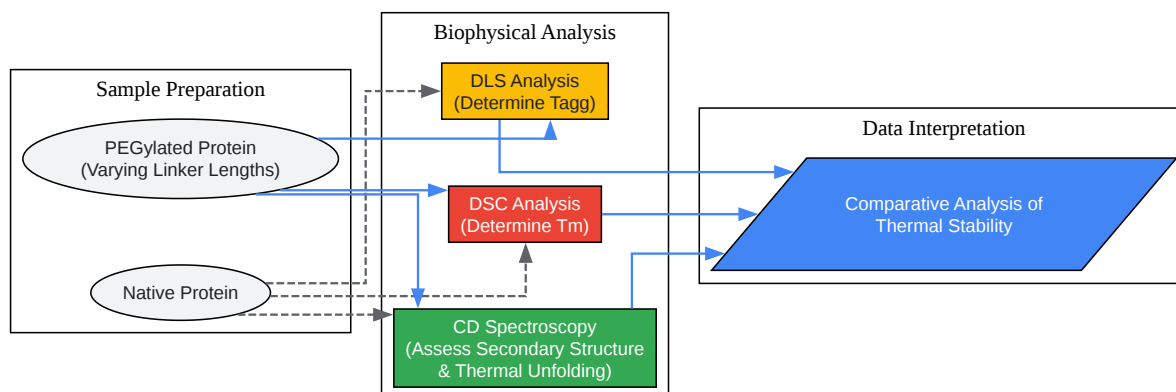 Sample Preparation
PEGylated Protein
(Varying Linker Lengths)
Native Protein
Biophysical Analysis
DLS Analysis
(Determine Tagg)
DSC Analysis
(Determine Tm)
CD Spectroscopy
(Assess Secondary Structure
& Thermal Unfolding)
Data Interpretation
Comparative Analysis of
Thermal Stability